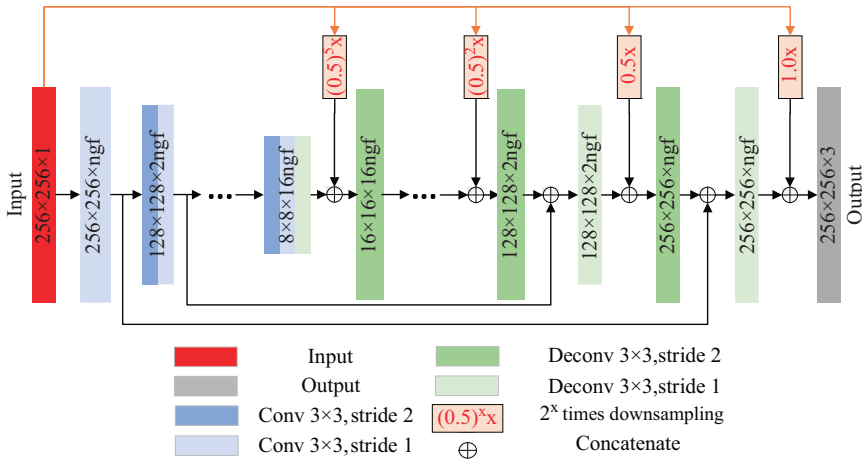 (0.5)⁵x
(0.5)²x
0.5x
1.0x
Input
256×256×1
256×256×ngf
128×128×2ngf
...
8×8×16ngf
16×16×16ngf
...
128×128×2ngf
128×128×2ngf
256×256×ngf
256×256×ngf
256×256×3
Output
Input
Deconv 3×3,stride 2
Output
Deconv 3×3,stride 1
Conv 3×3,stride 2
(0.5)ˣx
2ˣ times downsampling
Conv 3×3,stride 1
Concatenate